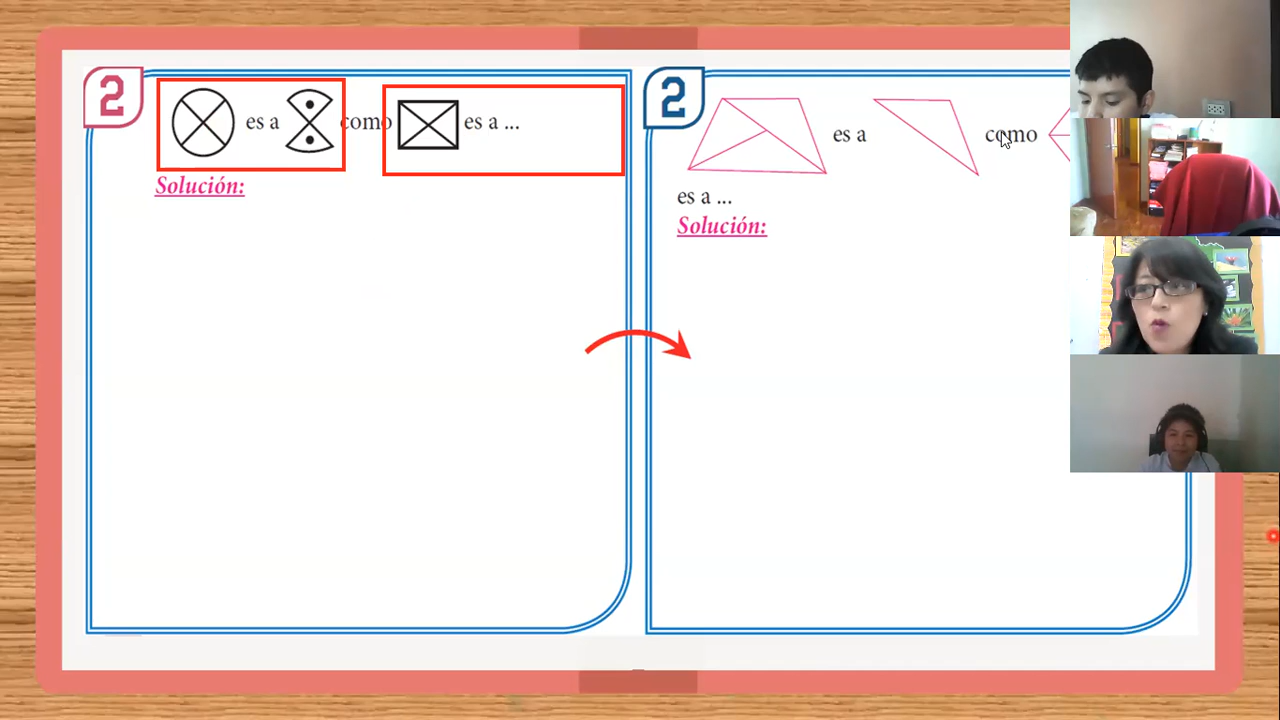 2
es a como es a ...
Solución:
2
es a como
es a ...
Solución: